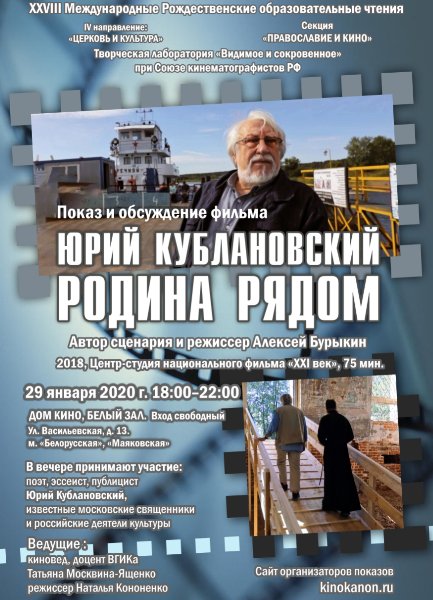 XXVIII Международные Рождественские образовательные чтения
IV направление:
«ЦЕРКОВЬ И КУЛЬТУРА»
Секция
«ПРАВОСЛАВИЕ И КИНО»
Творческая лаборатория «Видимое и сокровенное»
при Союзе кинематографистов РФ
Показ и обсуждение фильма
ЮРИЙ КУБЛАНОВСКИЙ
РОДИНА РЯДОМ
Автор сценария и режиссер Алексей Бурыкин
2018, Центр-студия национального фильма «XXI век», 75 мин.
29 января 2020 г. 18:00–22:00
ДОМ КИНО, БЕЛЫЙ ЗАЛ. Вход свободный
Ул. Васильевская, д. 13.
м. «Белорусская», «Маяковская»
В вечере принимают участие:
поэт, эссеист, публицист
Юрий Кублановский,
известные московские священники
и российские деятели культуры
Ведущие :
киновед, доцент ВГИКа
Татьяна Москвина-Ященко
режиссер Наталья Кононенко
Сайт организаторов показов
kinokanon.ru